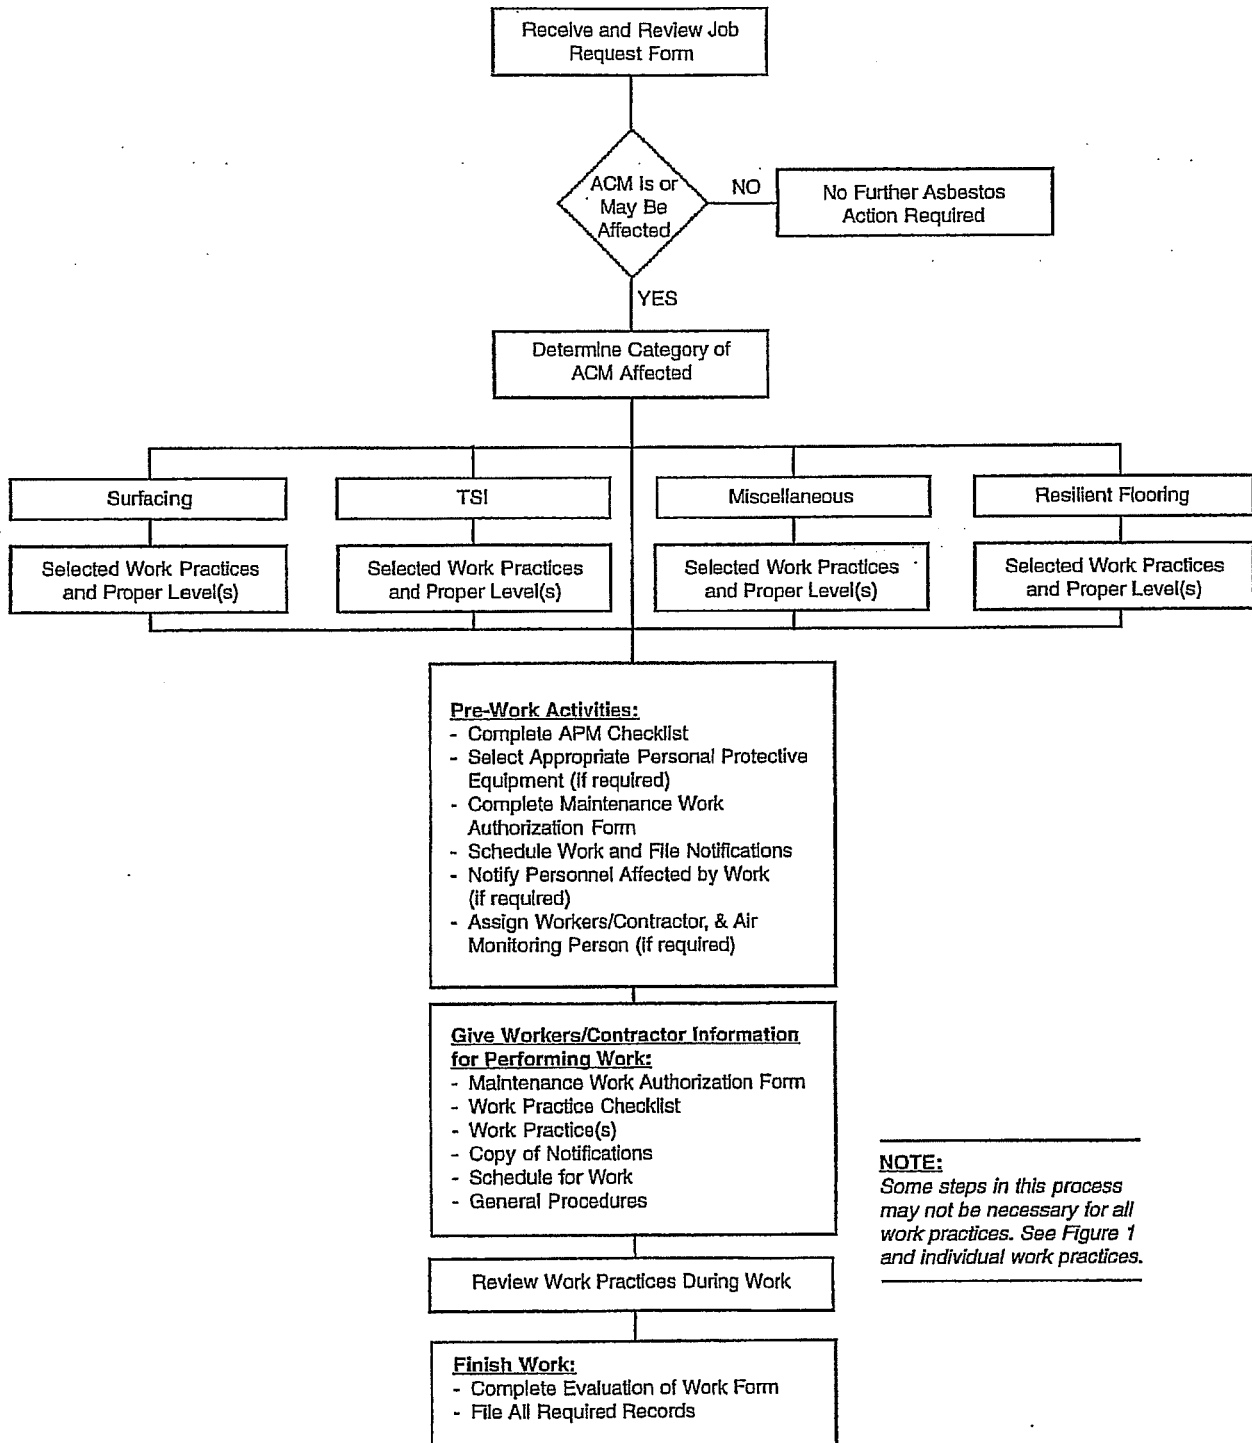 Receive and Review Job
Request Form
ACM Is or
May Be
Affected
NO
No Further Asbestos
Action Required
YES
Determine Category of
ACM Affected
Surfacing
TSI
Miscellaneous
Resilient Flooring
Selected Work Practices
and Proper Level(s)
Selected Work Practices
and Proper Level(s)
Selected Work Practices
and Proper Level(s)
Selected Work Practices
and Proper Level(s)
Pre-Work Activities:
- Complete APM Checklist
- Select Appropriate Personal Protective
Equipment (if required)
- Complete Maintenance Work
Authorization Form
- Schedule Work and File Notifications
- Notify Personnel Affected by Work
(if required)
- Assign Workers/Contractor, & Air
Monitoring Person (if required)
Give Workers/Contractor Information
for Performing Work:
- Maintenance Work Authorization Form
- Work Practice Checklist
- Work Practice(s)
- Copy of Notifications
- Schedule for Work
- General Procedures
NOTE:
Some steps in this process
may not be necessary for all
work practices. See Figure 1
and individual work practices.
Review Work Practices During Work
Finish Work:
- Complete Evaluation of Work Form
- File All Required Records